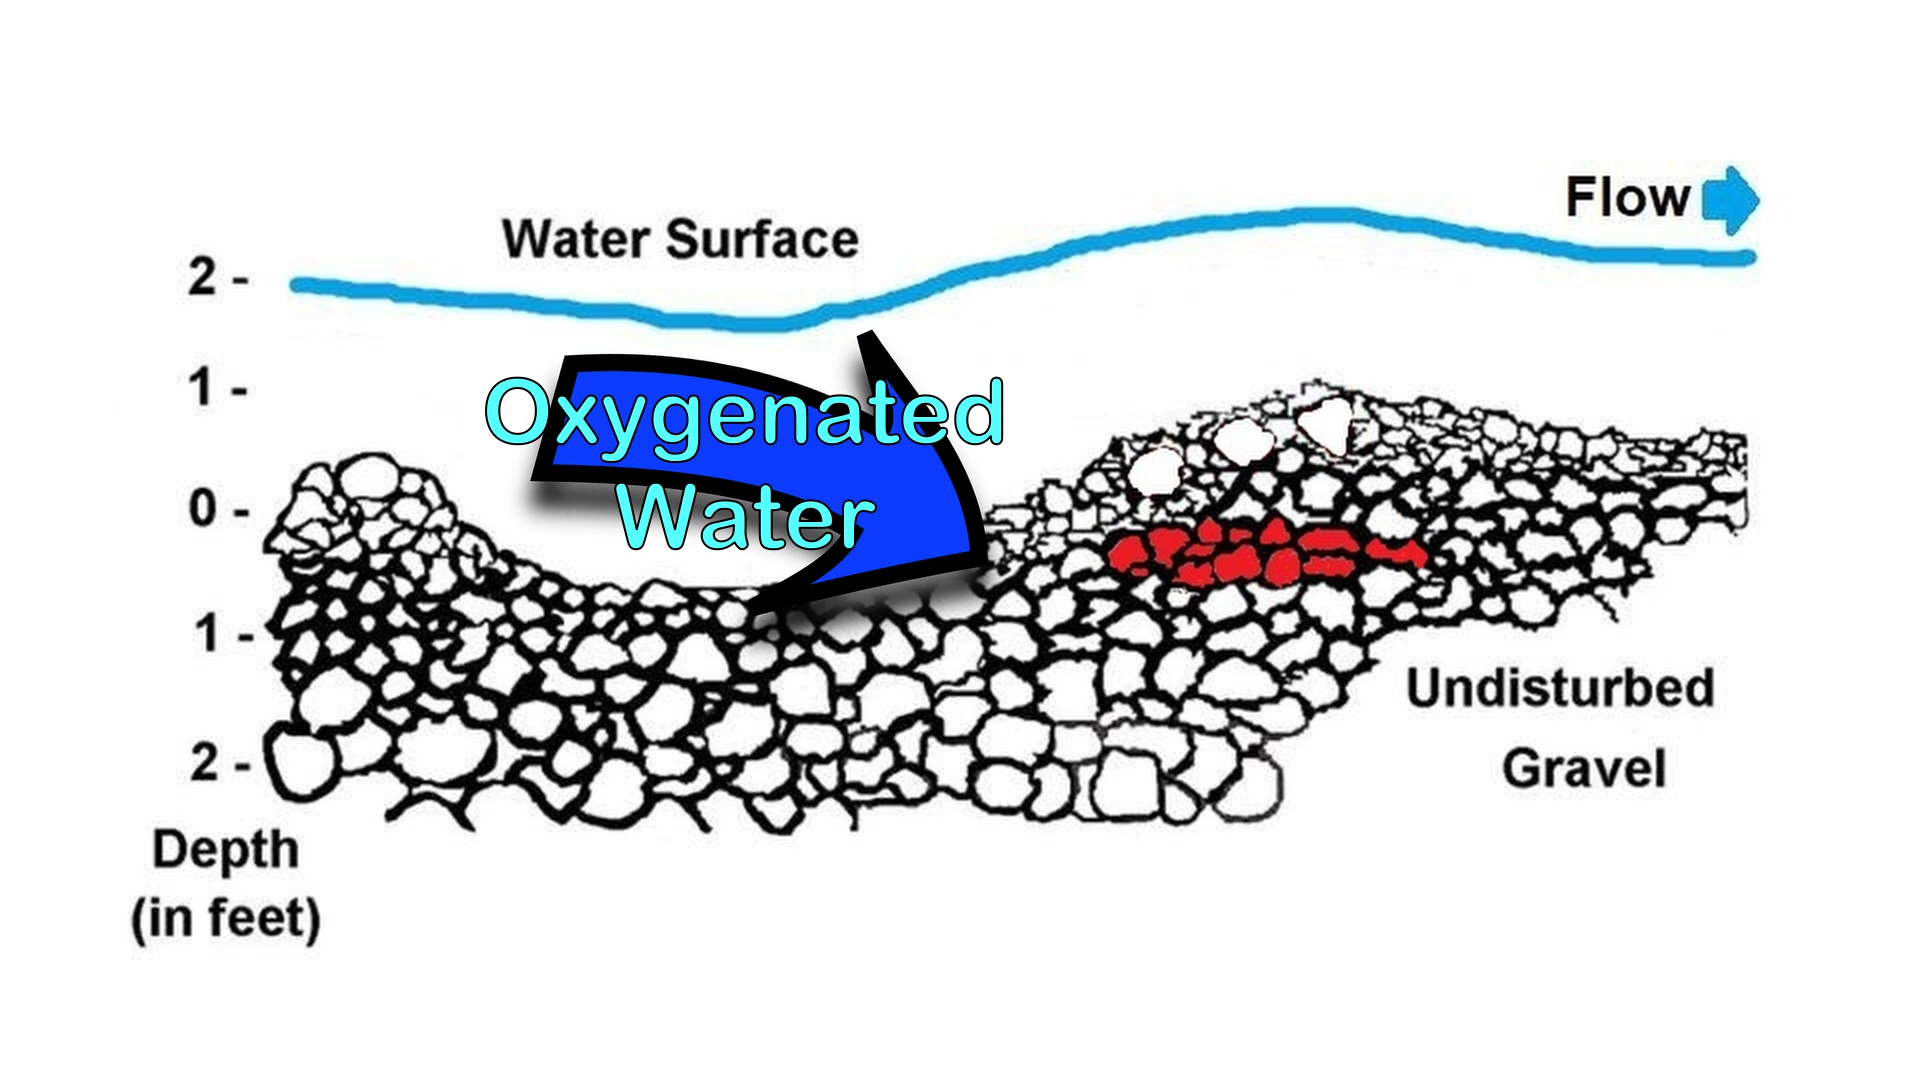 Flow
Water Surface
2 -
1 -
Oxygenated
Water
0 -
1 -
2 -
Undisturbed
Gravel
Depth
(in feet)